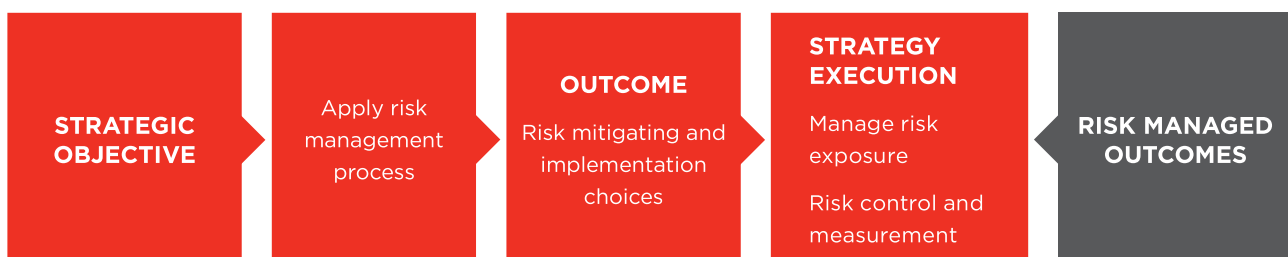 STRATEGIC
OBJECTIVE
Apply risk
management
process
OUTCOME
Risk mitigating and
implementation
choices
STRATEGY
EXECUTION
Manage risk
exposure
Risk control and
measurement
RISK MANAGED
OUTCOMES